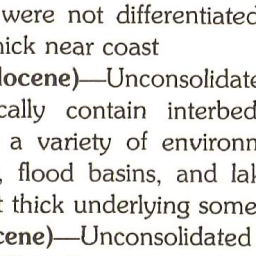 were not differentiated
hick near coast
locene)—Unconsolidate
cally contain interbed
a variety of environm
, flood basins, and lak
t thick underlying some
cene)—Unconsolidated